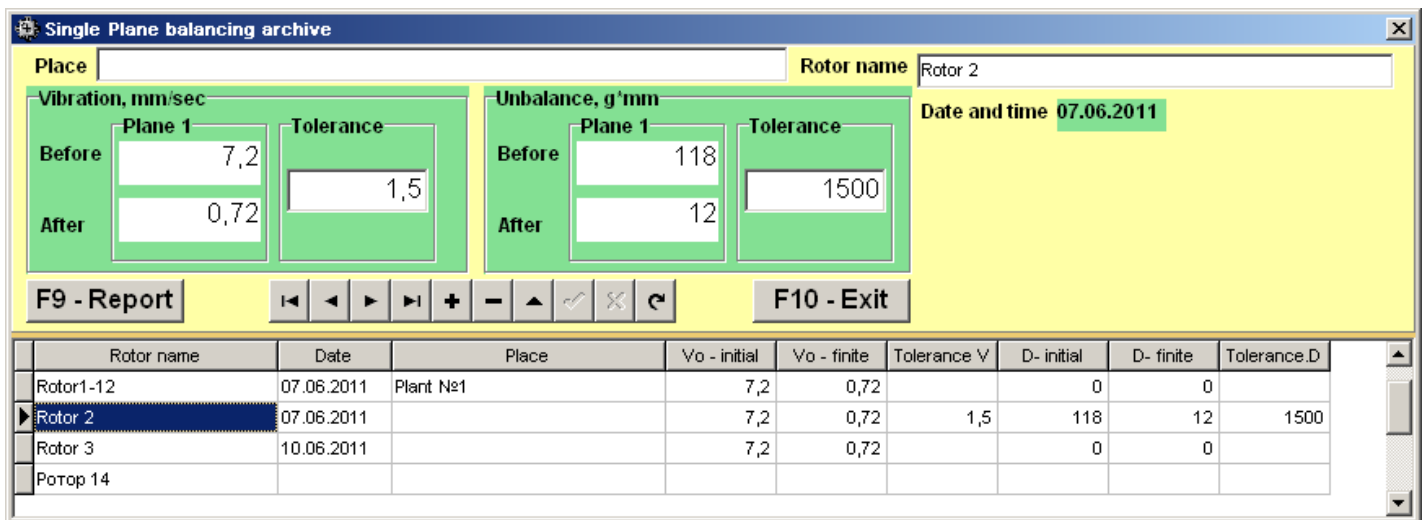 Single Plane balancing archive
Place Rotor name Rotor 2
Vibration, mm/sec Unbalance, g*mm Date and time 07.06.2011
Plane 1 Tolerance Plane 1 Tolerance
Before 7,2 Before 118
1,5 1500
After 0,72 After 12
F9 - Report F10 - Exit
Rotor name Date Place Vo - initial Vo - finite Tolerance V D- initial D- finite Tolerance.D
Rotor1-12 07.06.2011 Plant №1 7,2 0,72 0 0
Rotor 2 07.06.2011 7,2 0,72 1,5 118 12 1500
Rotor 3 10.06.2011 7,2 0,72 0 0
Ротор 14